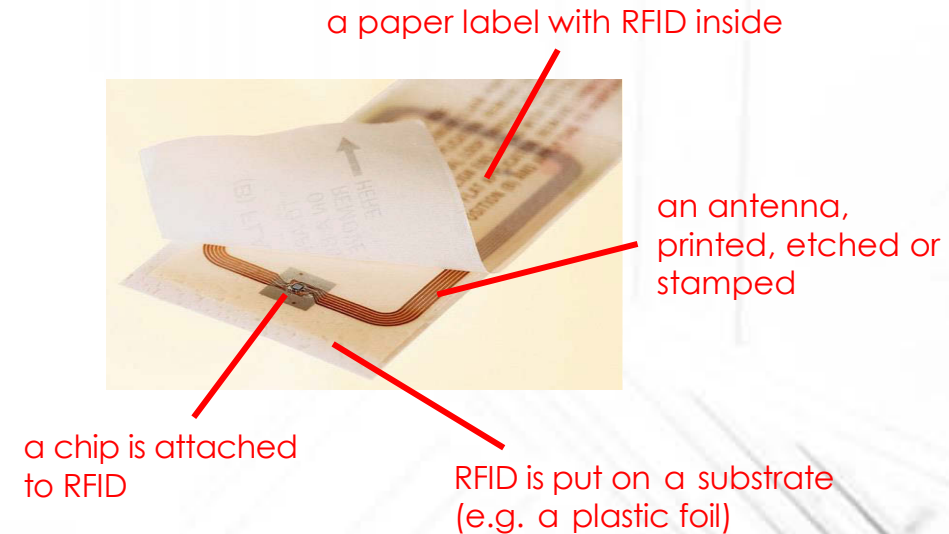 a paper label with RFID inside
an antenna,
printed, etched or
stamped
a chip is attached
to RFID
RFID is put on a substrate
(e.g. a plastic foil)
HERE